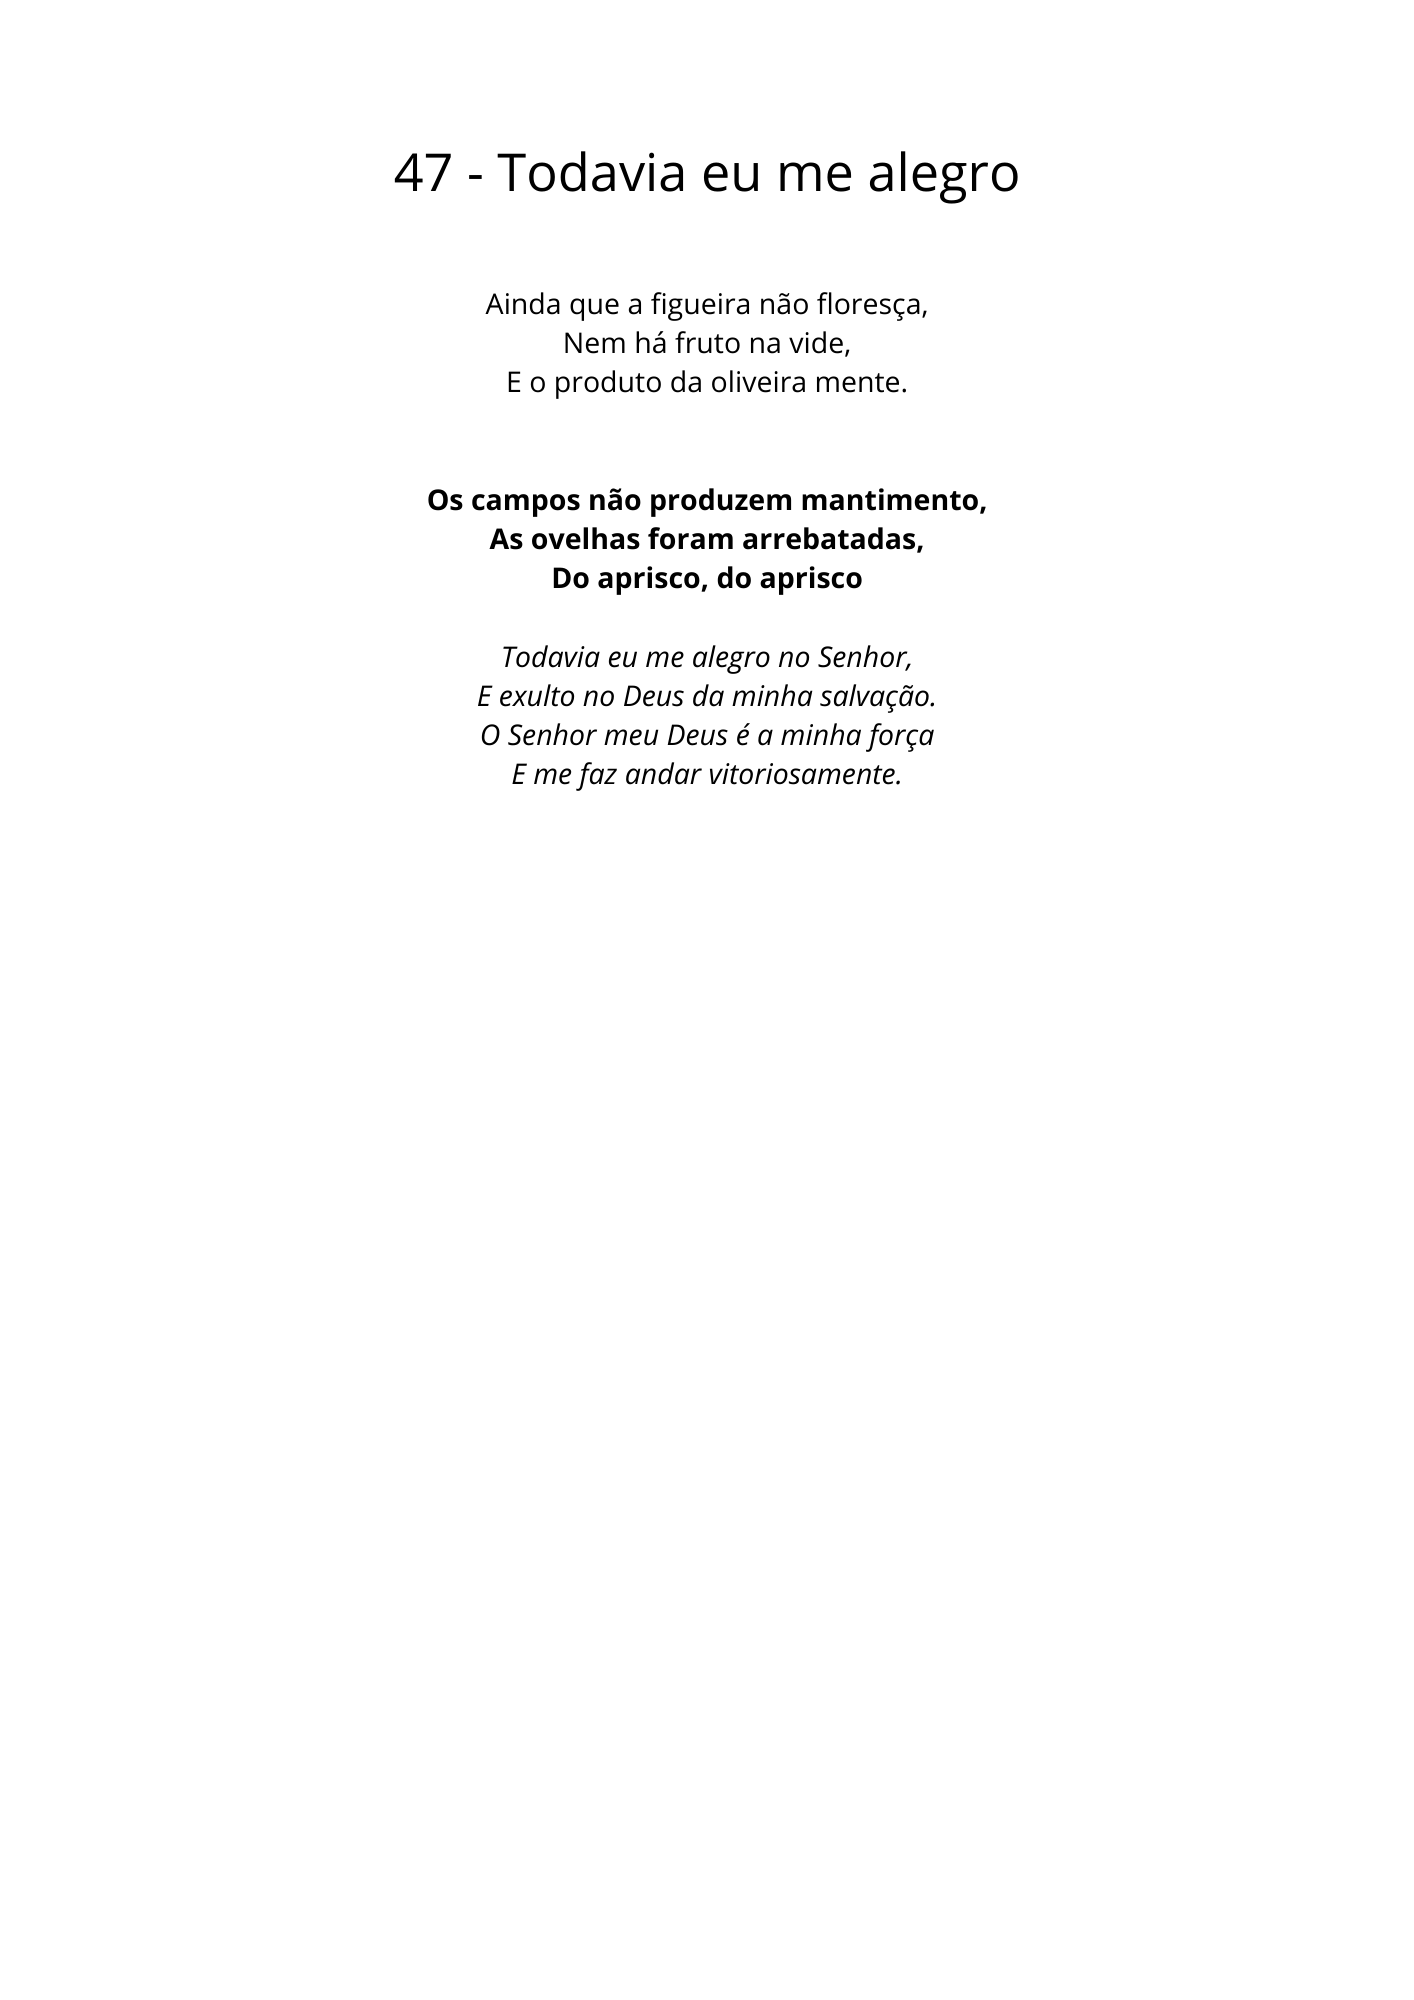 47 - Todavia eu me alegro
Ainda que a figueira não floresça,
Nem há fruto na vide,
E o produto da oliveira mente.
Os campos não produzem mantimento,
As ovelhas foram arrebatadas,
Do aprisco, do aprisco
Todavia eu me alegro no Senhor,
E exulto no Deus da minha salvação.
O Senhor meu Deus é a minha força
E me faz andar vitoriosamente.